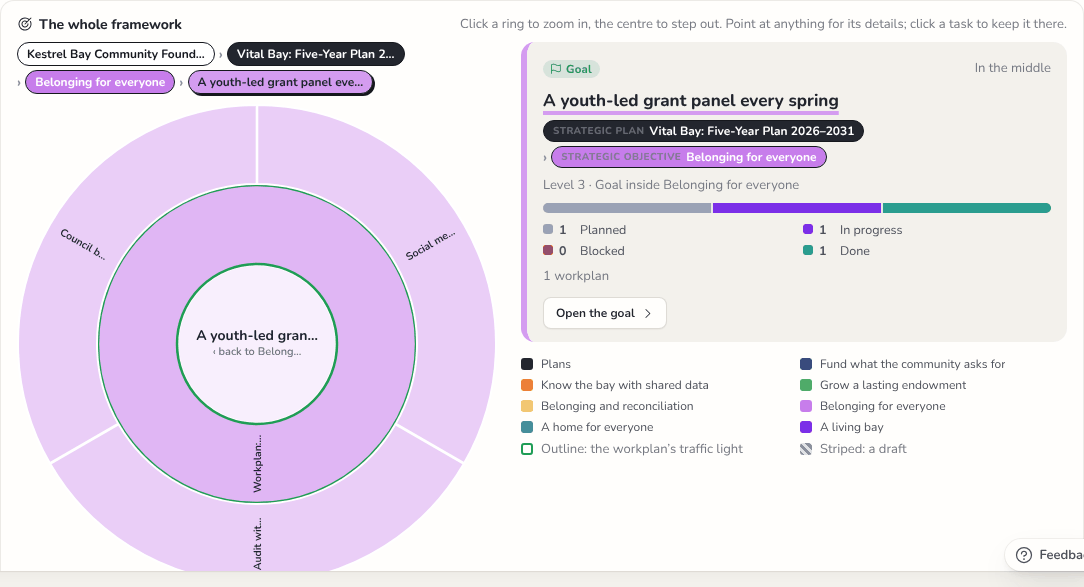 The whole framework
Click a ring to zoom in, the centre to step out. Point at anything for its details; click a task to keep it there.
Kestrel Bay Community Found... › Vital Bay: Five-Year Plan 2...
› Belonging for everyone › A youth-led grant panel eve...
Goal
In the middle
A youth-led grant panel every spring
STRATEGIC PLAN Vital Bay: Five-Year Plan 2026–2031
› STRATEGIC OBJECTIVE Belonging for everyone
Level 3 · Goal inside Belonging for everyone
1 Planned
1 In progress
0 Blocked
1 Done
1 workplan
Open the goal
Council b...
Social me...
A youth-led gran...
‹ back to Belong...
Workplan:...
Audit wit...
Plans
Fund what the community asks for
Know the bay with shared data
Grow a lasting endowment
Belonging and reconciliation
Belonging for everyone
A home for everyone
A living bay
Outline: the workplan's traffic light
Striped: a draft